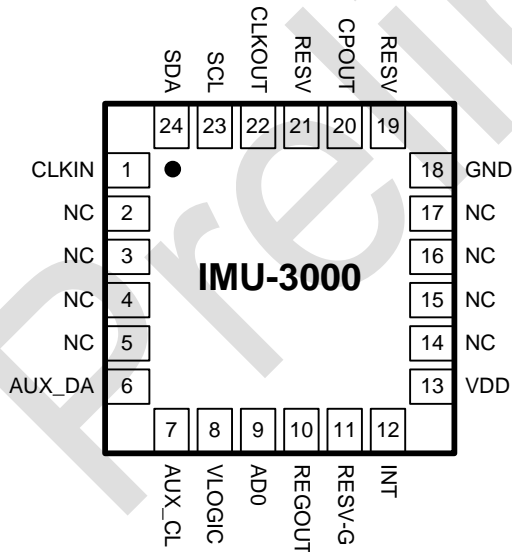 SDA SCL CLKOUT RESV CPOUT RESV
24 23 22 21 20 19
CLKIN 1 18 GND
NC 2 17 NC
NC 3 16 NC
IMU-3000
NC 4 15 NC
NC 5 14 NC
AUX_DA 6 13 VDD
7 8 9 10 11 12
AUX_CL VLOGIC AD0 REGOUT RESV-G INT
Preli